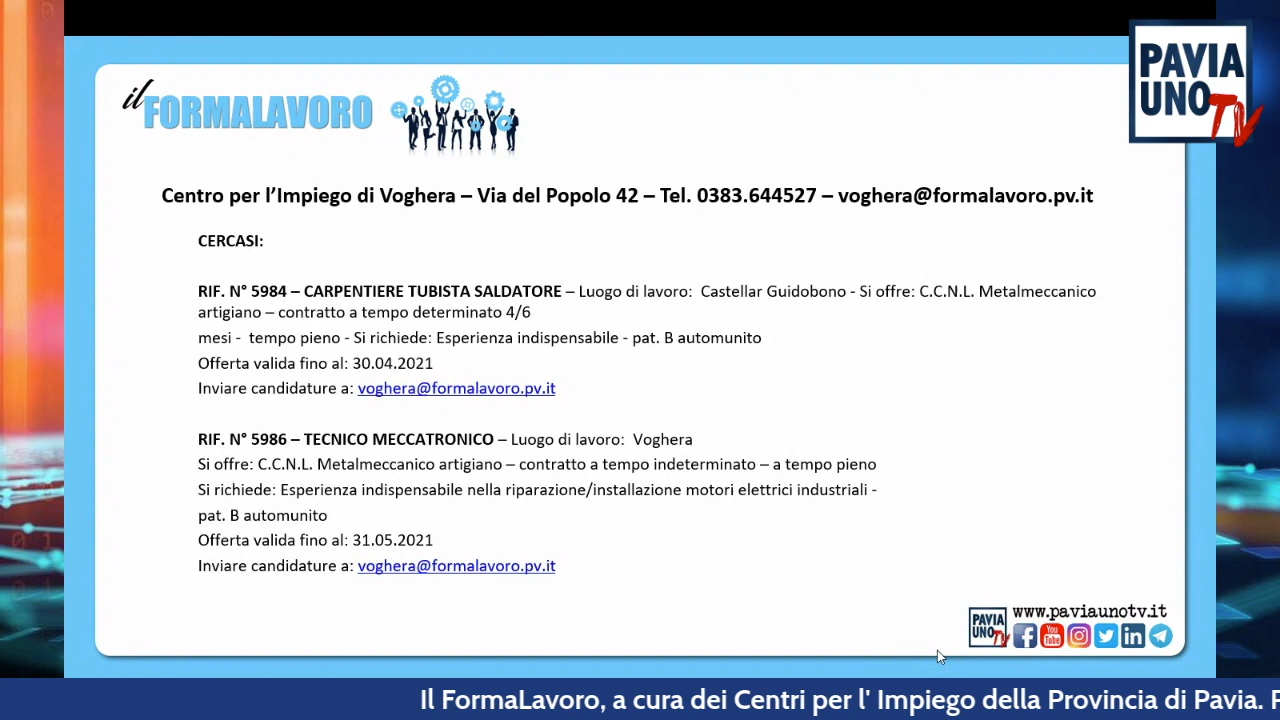 il FORMALAVORO
PAVIA
UNO TV
Centro per l’Impiego di Voghera – Via del Popolo 42 – Tel. 0383.644527 – voghera@formalavoro.pv.it
CERCASI:
RIF. N° 5984 – CARPENTIERE TUBISTA SALDATORE – Luogo di lavoro: Castellar Guidobono - Si offre: C.C.N.L. Metalmeccanico
artigiano – contratto a tempo determinato 4/6
mesi - tempo pieno - Si richiede: Esperienza indispensabile - pat. B automunito
Offerta valida fino al: 30.04.2021
Inviare candidature a: voghera@formalavoro.pv.it
RIF. N° 5986 – TECNICO MECCATRONICO – Luogo di lavoro: Voghera
Si offre: C.C.N.L. Metalmeccanico artigiano – contratto a tempo indeterminato – a tempo pieno
Si richiede: Esperienza indispensabile nella riparazione/installazione motori elettrici industriali -
pat. B automunito
Offerta valida fino al: 31.05.2021
Inviare candidature a: voghera@formalavoro.pv.it
www.paviaunotv.it
PAVIA
UNO TV
You
Tube
Il FormaLavoro, a cura dei Centri per l' Impiego della Provincia di Pavia.